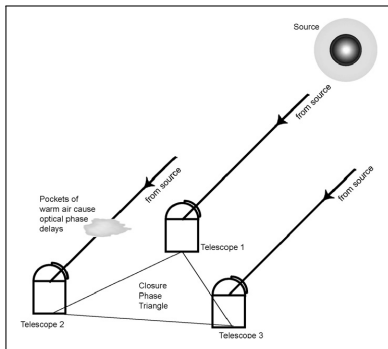 Source
from source
from source
from source
Pockets of
warm air cause
optical phase
delays
Telescope 1
Closure
Phase
Triangle
Telescope 2
Telescope 3